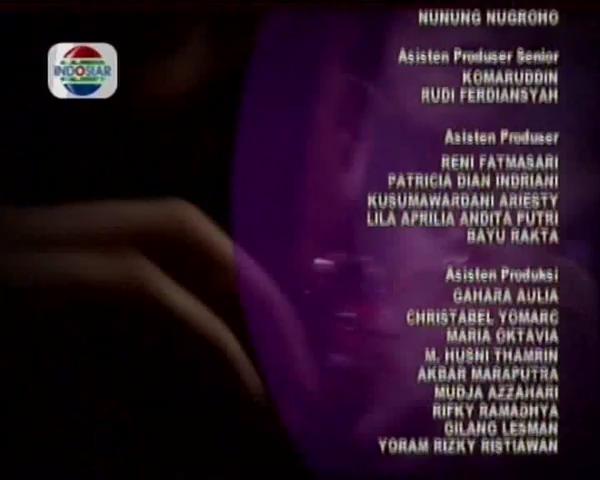 NUNUNG NUGROHO
INDOSIAR
Asisten Produser Senior
KOMARUDDIN
RUDI FERDIANSYAH
Asisten Produser
RENI FATMASARI
PATRICIA DIAN INDRIANI
KUSUMAWARDANI ARIESTY
LILA APRILIA ANDITA PUTRI
BAYU RAKTA
Asisten Produksi
GAHARA AULIA
CHRISTABEL YOMARC
MARIA OKTAVIA
M. HUSNI THAMRIN
AKBAR MARAPUTRA
MUDJA AZZAHARI
RIFKY RAMADHYA
GILANG LESMAN
YORAM RIZKY RISTIAWAN